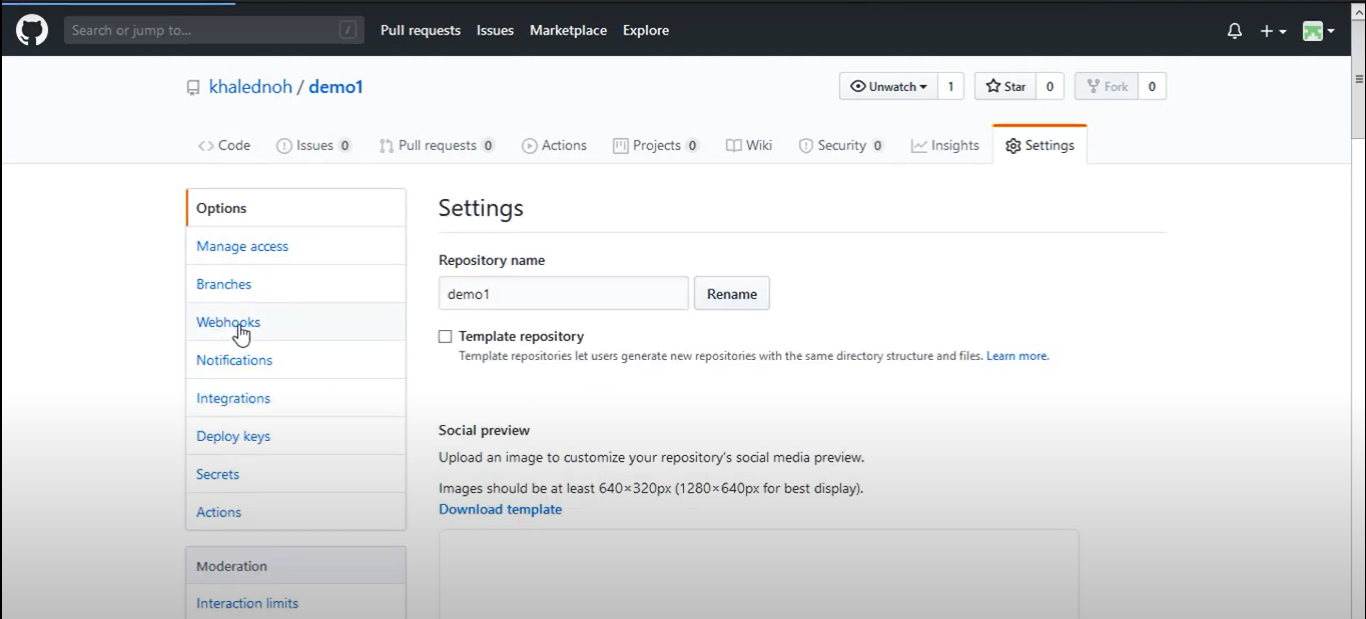 Search or jump to... / Pull requests Issues Marketplace Explore
khalednoh / demo1 Unwatch 1 Star 0 Fork 0
Code Issues 0 Pull requests 0 Actions Projects 0 Wiki Security 0 Insights Settings
Options
Manage access
Branches
Webhooks
Notifications
Integrations
Deploy keys
Secrets
Actions
Moderation
Interaction limits
Settings
Repository name
demo1 Rename
Template repository
Template repositories let users generate new repositories with the same directory structure and files. Learn more.
Social preview
Upload an image to customize your repository's social media preview.
Images should be at least 640×320px (1280×640px for best display).
Download template